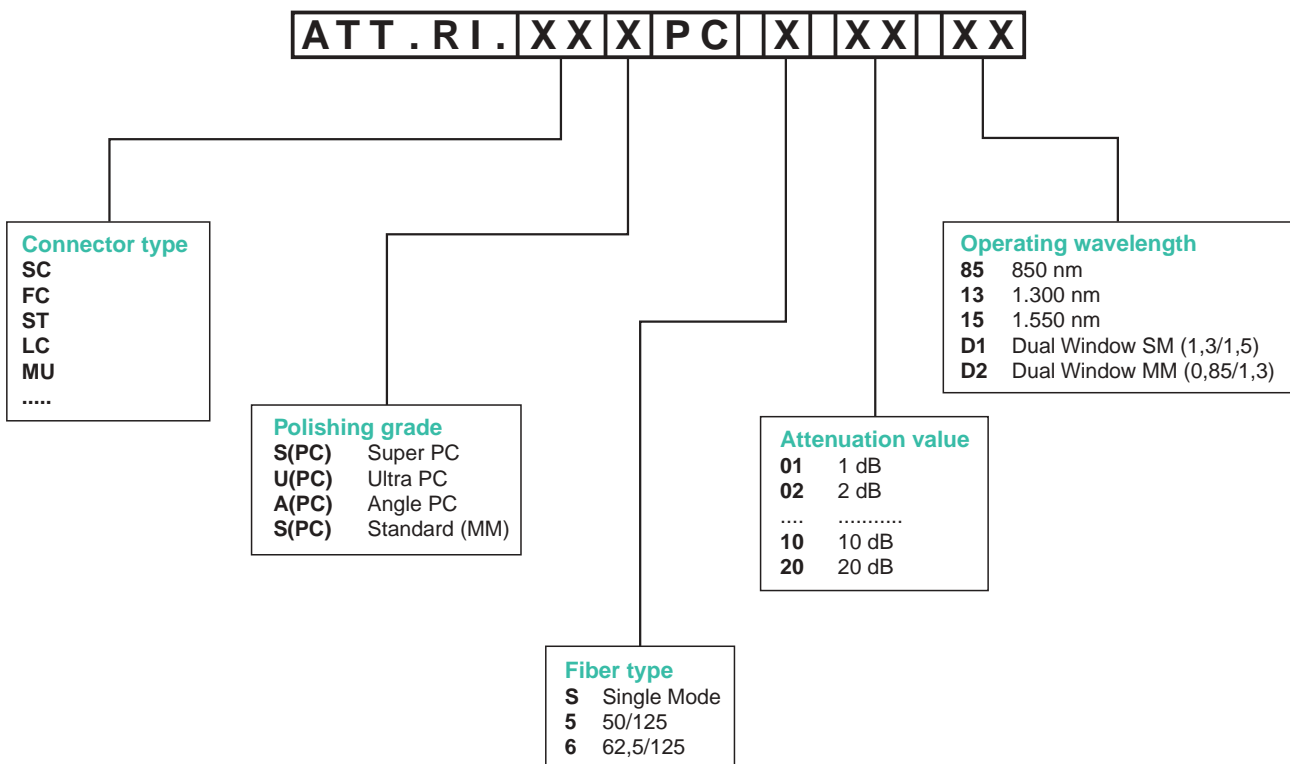 ATT.RI.XXXPC X XX XX
Connector type
SC
FC
ST
LC
MU
.....
Polishing grade
S(PC) Super PC
U(PC) Ultra PC
A(PC) Angle PC
S(PC) Standard (MM)
Fiber type
S Single Mode
5 50/125
6 62,5/125
Attenuation value
01 1 dB
02 2 dB
.... ...........
10 10 dB
20 20 dB
Operating wavelength
85 850 nm
13 1.300 nm
15 1.550 nm
D1 Dual Window SM (1,3/1,5)
D2 Dual Window MM (0,85/1,3)